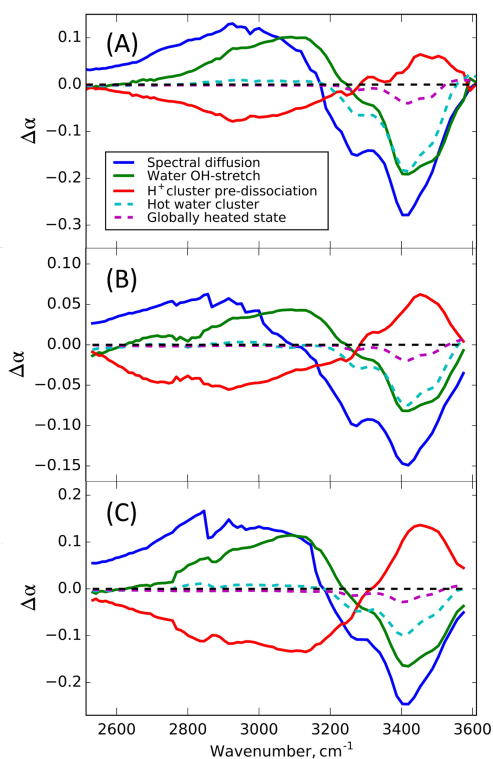 (A)
0.1
0.0
−0.1
−0.2
−0.3
Δα
Spectral diffusion
Water OH-stretch
H+cluster pre-dissociation
Hot water cluster
Globally heated state
(B)
0.10
0.05
0.00
−0.05
−0.10
−0.15
Δα
(C)
0.2
0.1
0.0
−0.1
−0.2
Δα
2600 2800 3000 3200 3400 3600
Wavenumber, cm-1